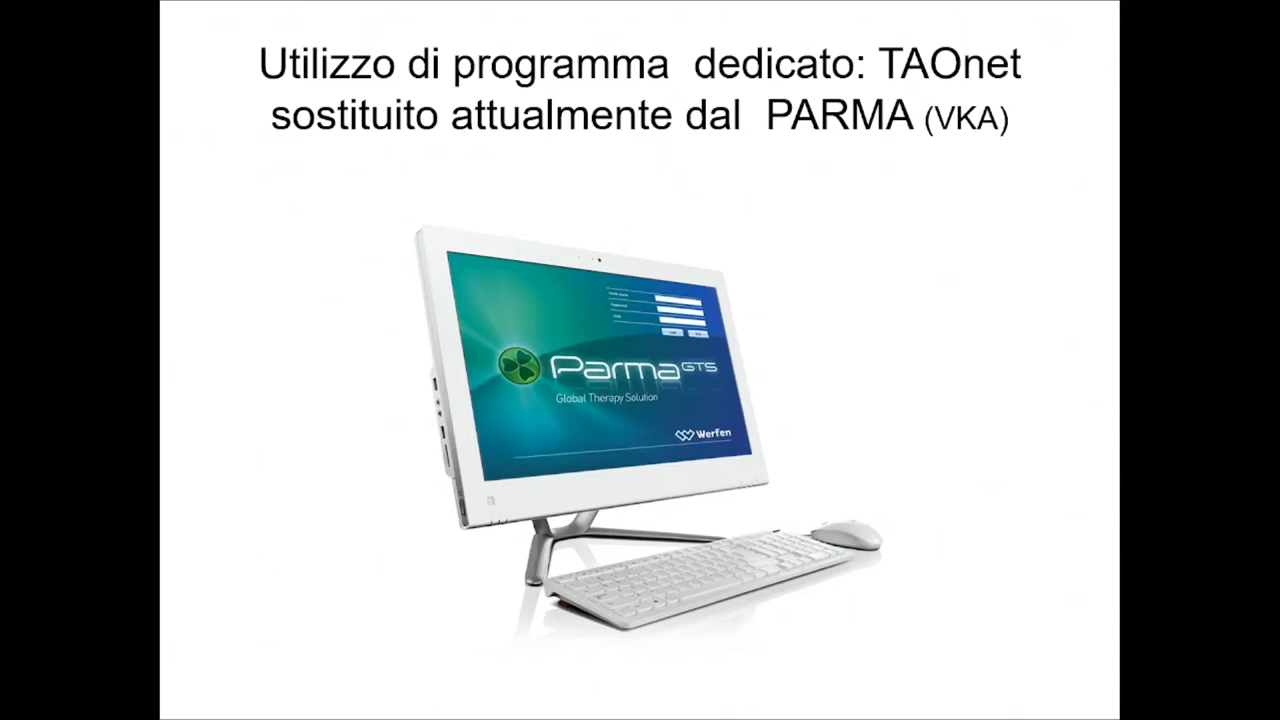 Utilizzo di programma dedicato: TAOnet
sostituito attualmente dal PARMA (VKA)
Parma GTS
Global Therapy Solution
Werfen